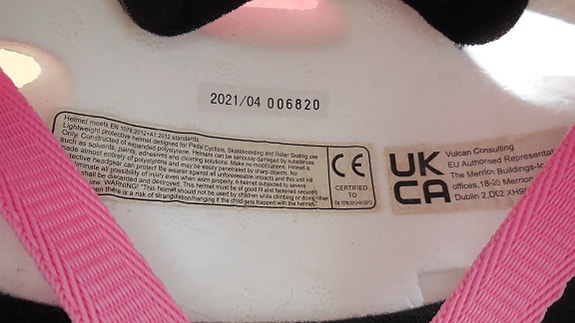 2021/04 006820
Helmet meets EN 1078:2012+A1:2012 standards
Lightweight protective helmet designed for Pedal Cyclists, Skateboarding and Roller Skating use
Only. Constructed of expanded polystyrene. Helmets can be seriously damaged by substances
such as solvents, paints, adhesives and cleaning solutions. Make no modifications. Helmet is
made almost entirely of polystyrene and may be easily penetrated by sharp objects. No
tective headgear can protect the wearer against all unforeseeable impacts and this will not
liminate all possibility of injury even when worn properly. A helmet subjected to severe
shall be discarded and destroyed. This helmet must be of good fit and fastened securely
law. WARNING! "This helmet should not be used by children while climbing or doing other
when there is a risk of strangulation/hanging if the child gets trapped with the helmet."
CE
CERTIFIED
TO
EN 1078:2012+A1:2012
UK
CA
Vulcan Consulting
EU Authorised Representa
The Merrion Buildings
offices, 18-20 Merrion
Dublin 2, D02 XH98